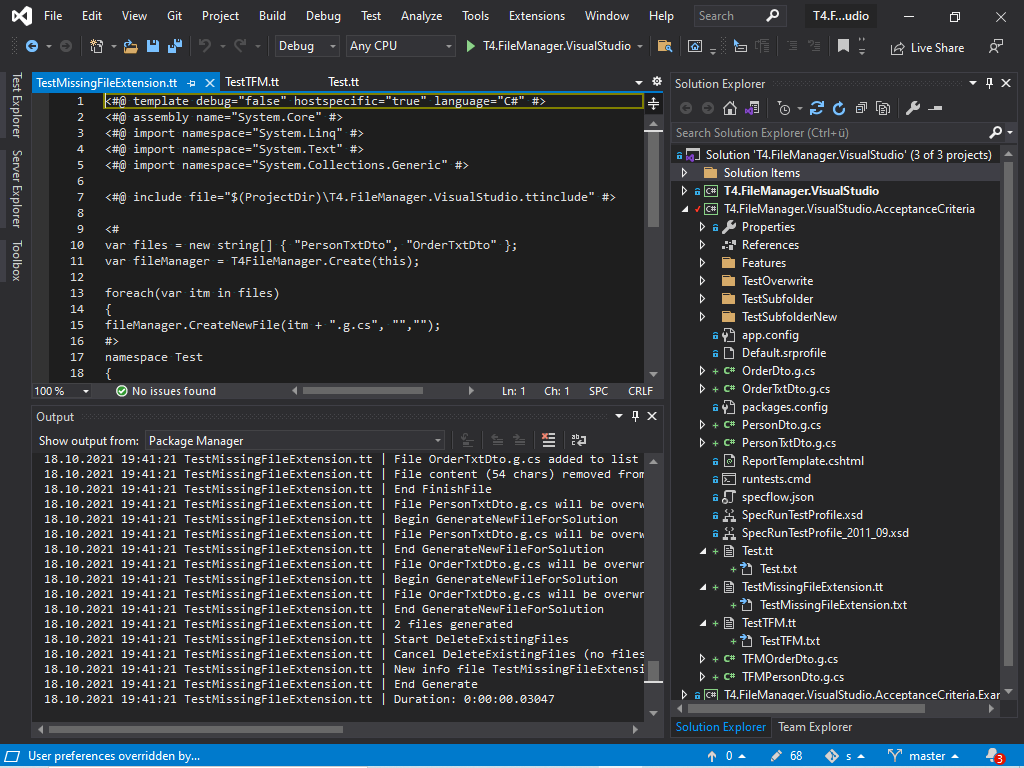 File Edit View Git Project Build Debug Test Analyze Tools Extensions Window Help Search T4.F...udio
Debug Any CPU T4.FileManager.VisualStudio Live Share
Test Explorer
Server Explorer
Toolbox
TestMissingFileExtension.tt TestTFM.tt Test.tt
1 <#@ template debug="false" hostspecific="true" language="C#" #>
2 <#@ assembly name="System.Core" #>
3 <#@ import namespace="System.Linq" #>
4 <#@ import namespace="System.Text" #>
5 <#@ import namespace="System.Collections.Generic" #>
6
7 <#@ include file="$(ProjectDir)\T4.FileManager.VisualStudio.ttinclude" #>
8
9 <#
10 var files = new string[] { "PersonTxtDto", "OrderTxtDto" };
11 var fileManager = T4FileManager.Create(this);
12
13 foreach(var itm in files)
14 {
15 fileManager.CreateNewFile(itm + ".g.cs", "","");
16 #>
17 namespace Test
18 {
100 % No issues found Ln: 1 Ch: 1 SPC CRLF
Output
Show output from: Package Manager
18.10.2021 19:41:21 TestMissingFileExtension.tt | File OrderTxtDto.g.cs added to list
18.10.2021 19:41:21 TestMissingFileExtension.tt | File content (54 chars) removed from
18.10.2021 19:41:21 TestMissingFileExtension.tt | End FinishFile
18.10.2021 19:41:21 TestMissingFileExtension.tt | File PersonTxtDto.g.cs will be overw
18.10.2021 19:41:21 TestMissingFileExtension.tt | Begin GenerateNewFileForSolution
18.10.2021 19:41:21 TestMissingFileExtension.tt | File PersonTxtDto.g.cs will be overw
18.10.2021 19:41:21 TestMissingFileExtension.tt | End GenerateNewFileForSolution
18.10.2021 19:41:21 TestMissingFileExtension.tt | File OrderTxtDto.g.cs will be overwr
18.10.2021 19:41:21 TestMissingFileExtension.tt | Begin GenerateNewFileForSolution
18.10.2021 19:41:21 TestMissingFileExtension.tt | File OrderTxtDto.g.cs will be overwr
18.10.2021 19:41:21 TestMissingFileExtension.tt | End GenerateNewFileForSolution
18.10.2021 19:41:21 TestMissingFileExtension.tt | 2 files generated
18.10.2021 19:41:21 TestMissingFileExtension.tt | Start DeleteExistingFiles
18.10.2021 19:41:21 TestMissingFileExtension.tt | Cancel DeleteExistingFiles (no files
18.10.2021 19:41:21 TestMissingFileExtension.tt | New info file TestMissingFileExtensi
18.10.2021 19:41:21 TestMissingFileExtension.tt | End Generate
18.10.2021 19:41:21 TestMissingFileExtension.tt | Duration: 0:00:00.03047
Solution Explorer
Search Solution Explorer (Ctrl+ü)
Solution 'T4.FileManager.VisualStudio' (3 of 3 projects)
Solution Items
C# T4.FileManager.VisualStudio
C# T4.FileManager.VisualStudio.AcceptanceCriteria
Properties
References
Features
TestOverwrite
TestSubfolder
TestSubfolderNew
app.config
Default.srprofile
C# OrderDto.g.cs
C# OrderTxtDto.g.cs
packages.config
C# PersonDto.g.cs
C# PersonTxtDto.g.cs
ReportTemplate.cshtml
runtests.cmd
specflow.json
SpecRunTestProfile.xsd
SpecRunTestProfile_2011_09.xsd
Test.tt
Test.txt
TestMissingFileExtension.tt
TestMissingFileExtension.txt
TestTFM.tt
TestTFM.txt
C# TFMOrderDto.g.cs
C# TFMPersonDto.g.cs
C# T4.FileManager.VisualStudio.AcceptanceCriteria.Exar
Solution Explorer Team Explorer
User preferences overridden by... 0 68 s master 3